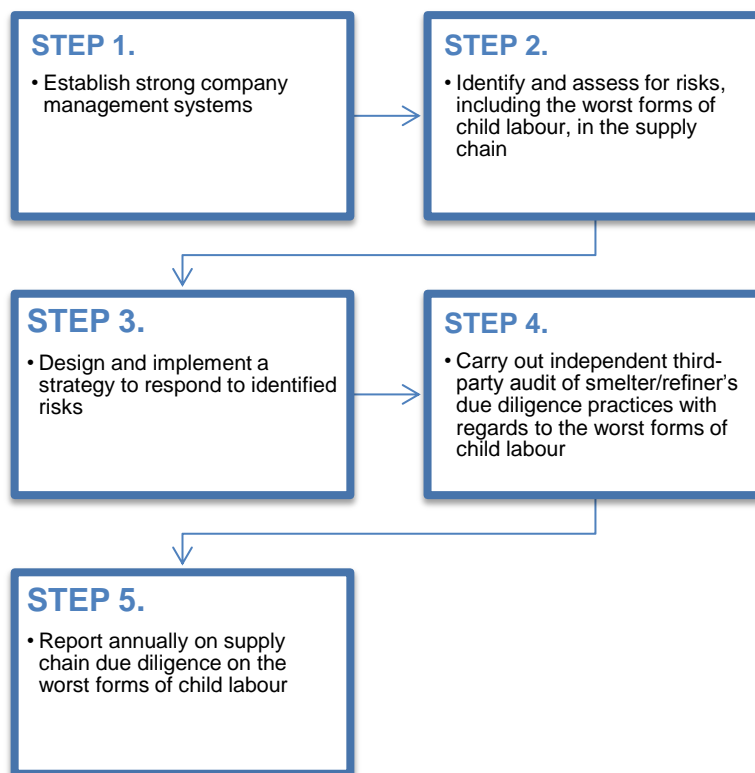 STEP 1.
• Establish strong company
management systems
STEP 2.
• Identify and assess for risks,
including the worst forms of
child labour, in the supply
chain
STEP 3.
• Design and implement a
strategy to respond to identified
risks
STEP 4.
• Carry out independent third-
party audit of smelter/refiner's
due diligence practices with
regards to the worst forms of
child labour
STEP 5.
• Report annually on supply
chain due diligence on the
worst forms of child labour